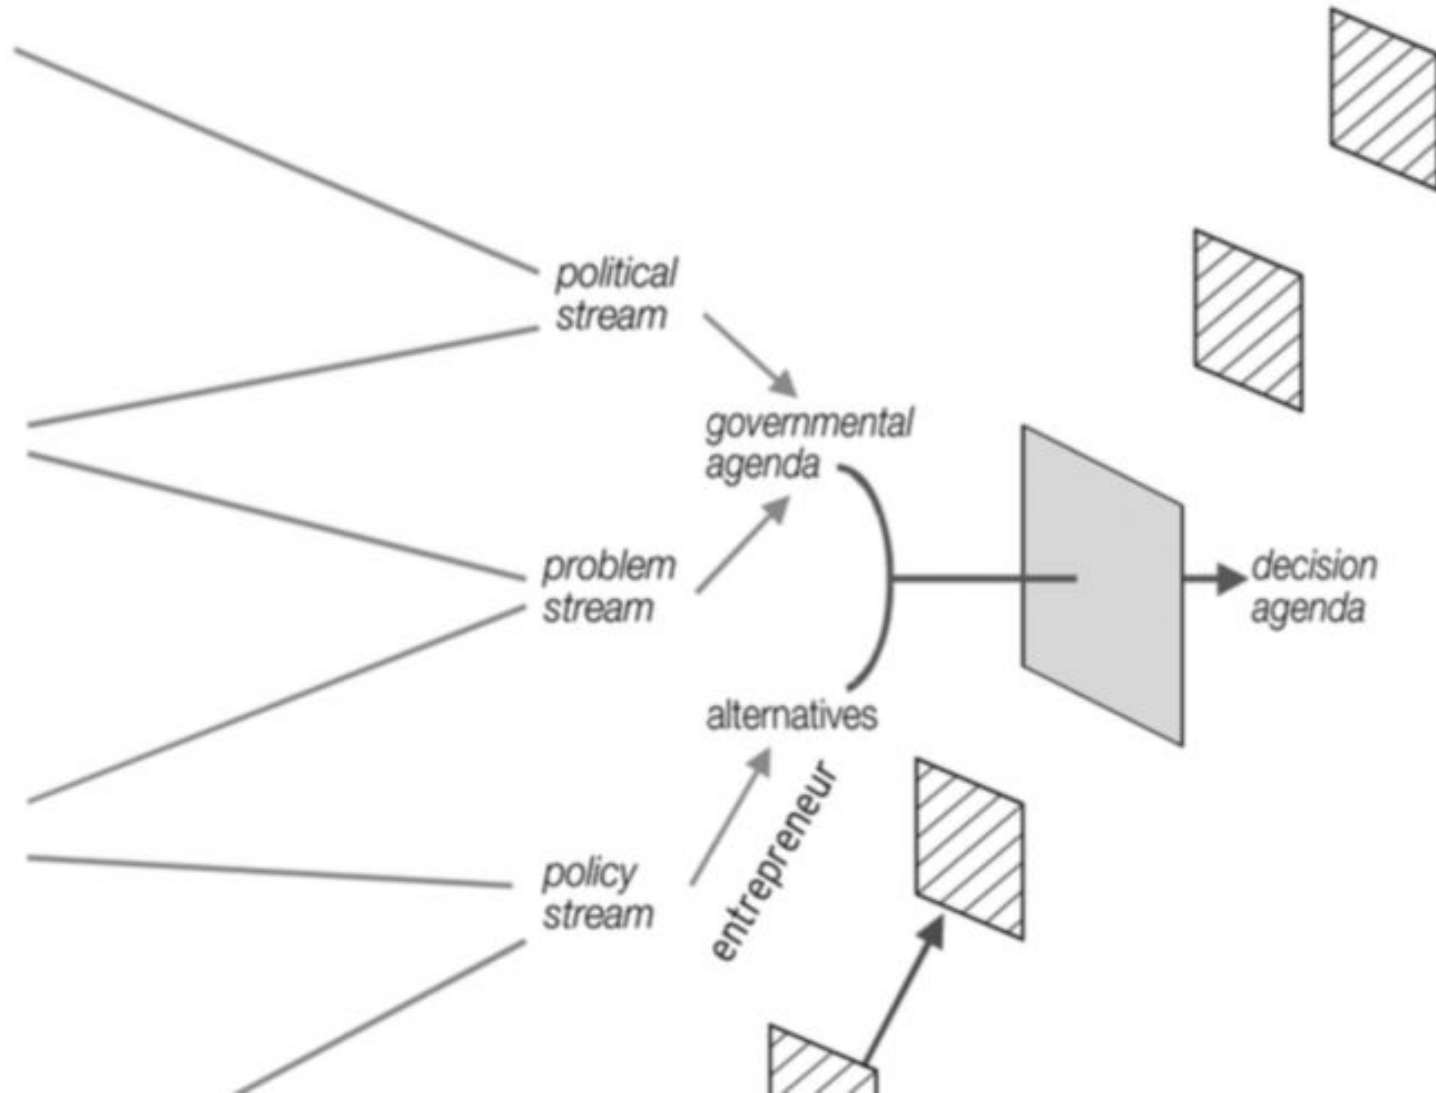 political
stream
governmental
agenda
problem
stream
decision
agenda
alternatives
entrepreneur
policy
stream